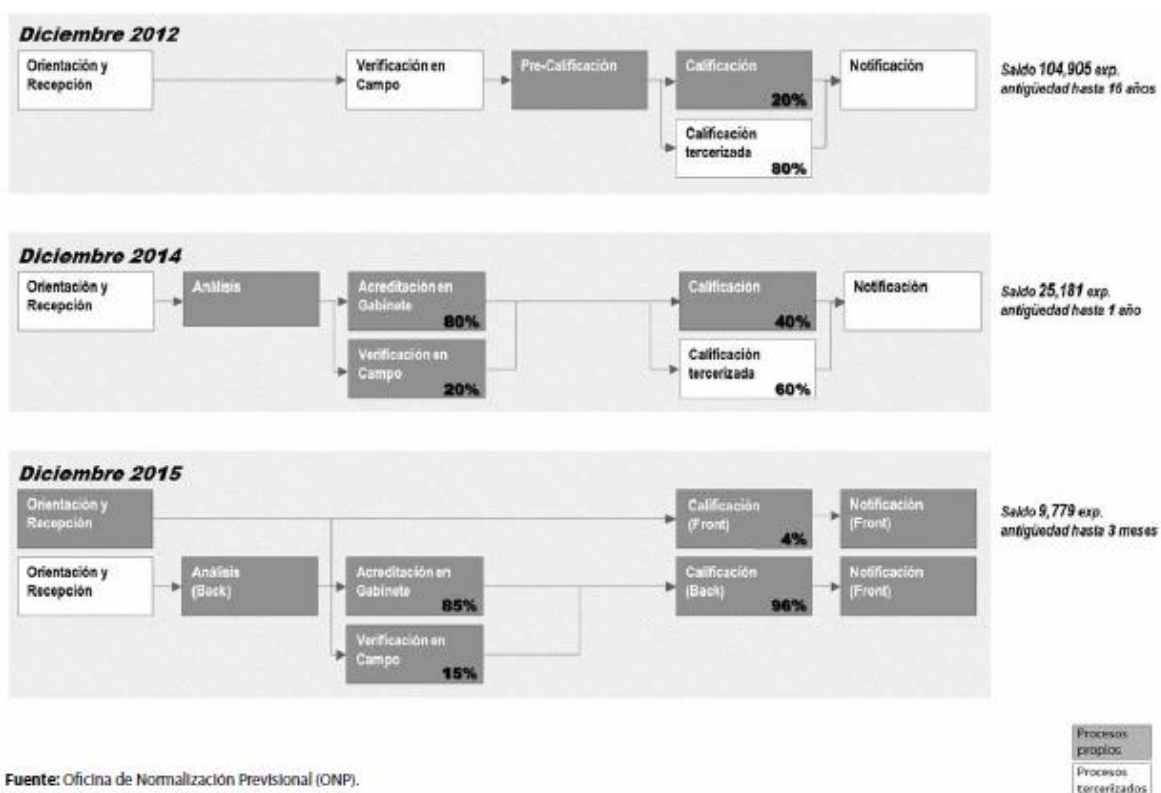 Diciembre 2012
Orientación y
Recepción
Verificación en
Campo
Pre-Calificación
Calificación
20%
Calificación
tercerizada
80%
Notificación
Saldo 104,905 exp.
antigüedad hasta 16 años
Diciembre 2014
Orientación y
Recepción
Análisis
Acreditación en
Gabinete
80%
Verificación en
Campo
20%
Calificación
40%
Calificación
tercerizada
60%
Notificación
Saldo 25,181 exp.
antigüedad hasta 1 año
Diciembre 2015
Orientación y
Recepción
Calificación
(Front)
4%
Notificación
(Front)
Saldo 9,779 exp.
antigüedad hasta 3 meses
Orientación y
Recepción
Análisis
(Back)
Acreditación en
Gabinete
85%
Verificación en
Campo
15%
Calificación
(Back)
96%
Notificación
(Front)
Procesos
propios
Procesos
tercerizados
Fuente: Oficina de Normalización Previsional (ONP).